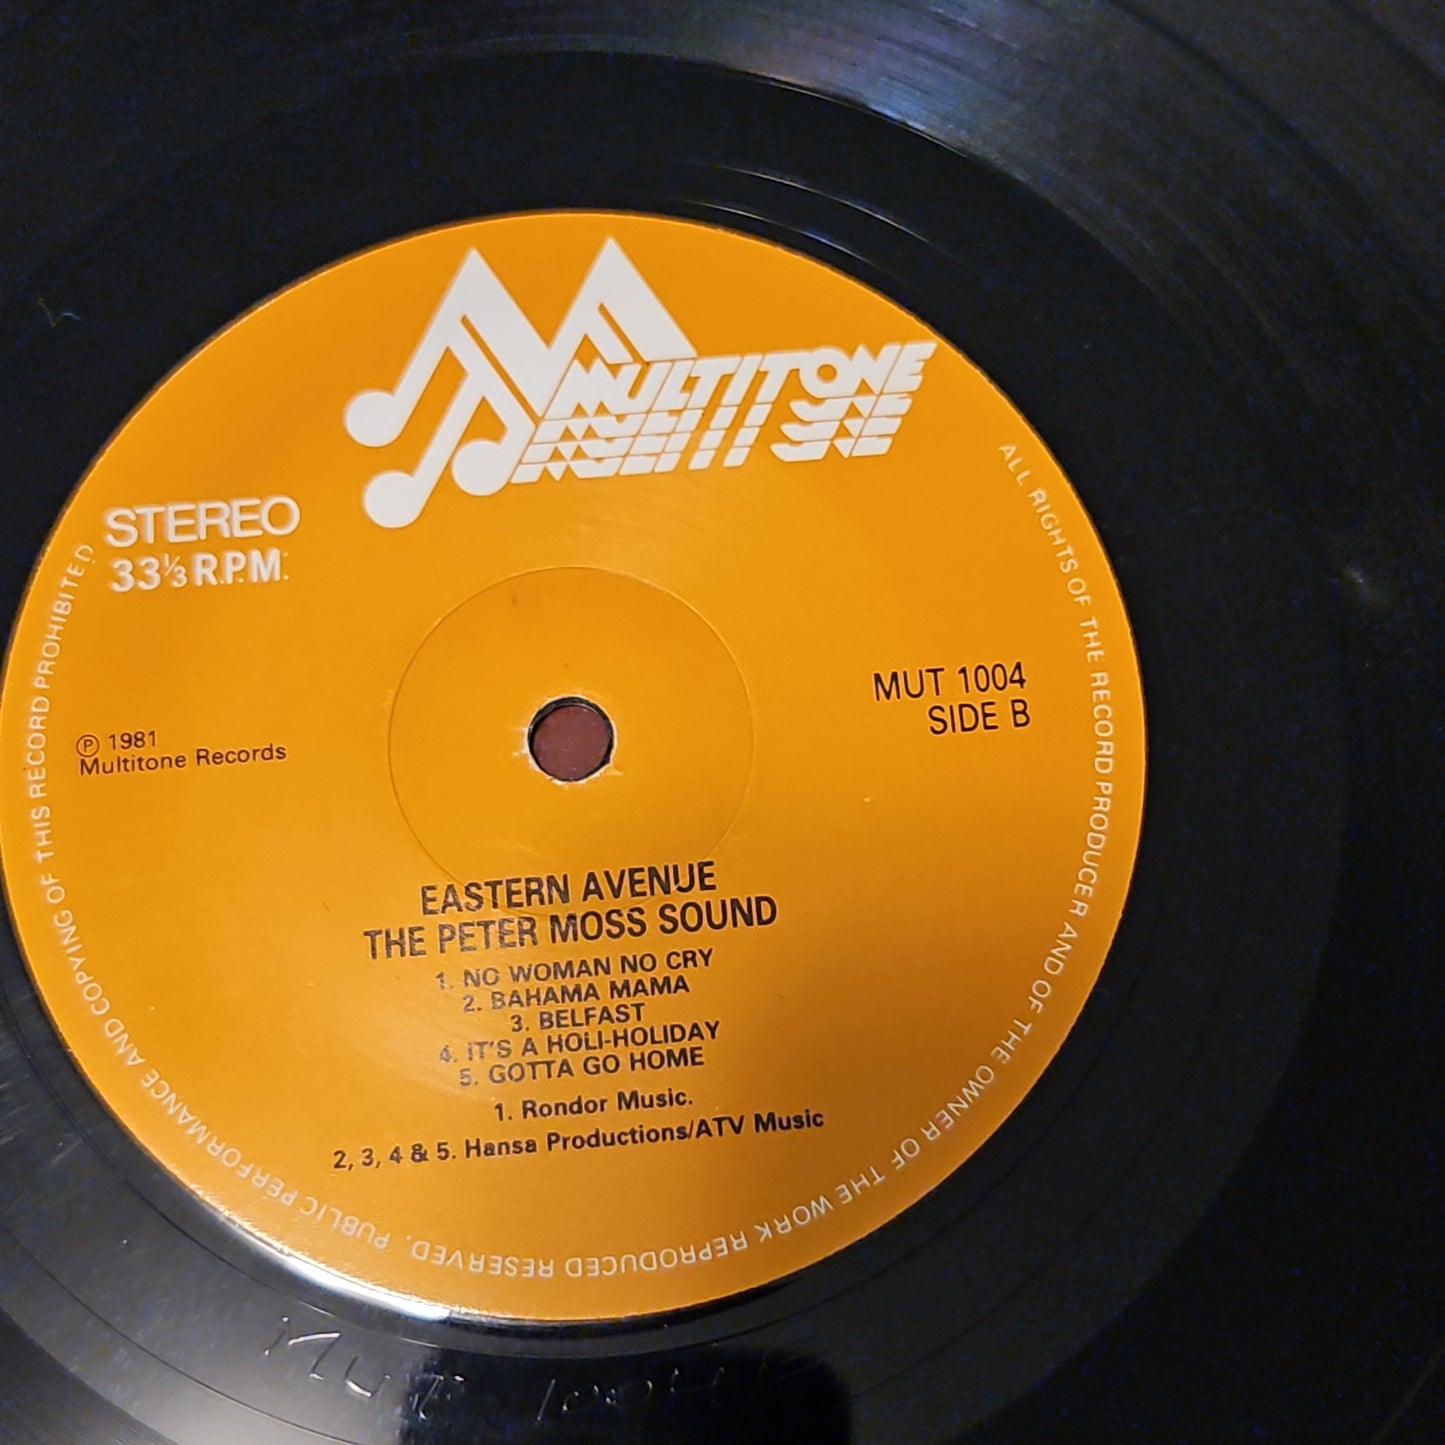 MULTITONE
STEREO
33⅓ R.P.M.
MUT 1004
SIDE B
℗ 1981
Multitone Records
EASTERN AVENUE
THE PETER MOSS SOUND
1. NO WOMAN NO CRY
2. BAHAMA MAMA
3. BELFAST
4. IT'S A HOLI-HOLIDAY
5. GOTTA GO HOME
1. Rondor Music.
2, 3, 4 & 5. Hansa Productions/ATV Music
ALL RIGHTS OF THE RECORD PRODUCER AND OF THE OWNER OF THE WORK REPRODUCED RESERVED. PUBLIC PERFORMANCE AND COPYING OF THIS RECORD PROHIBITED